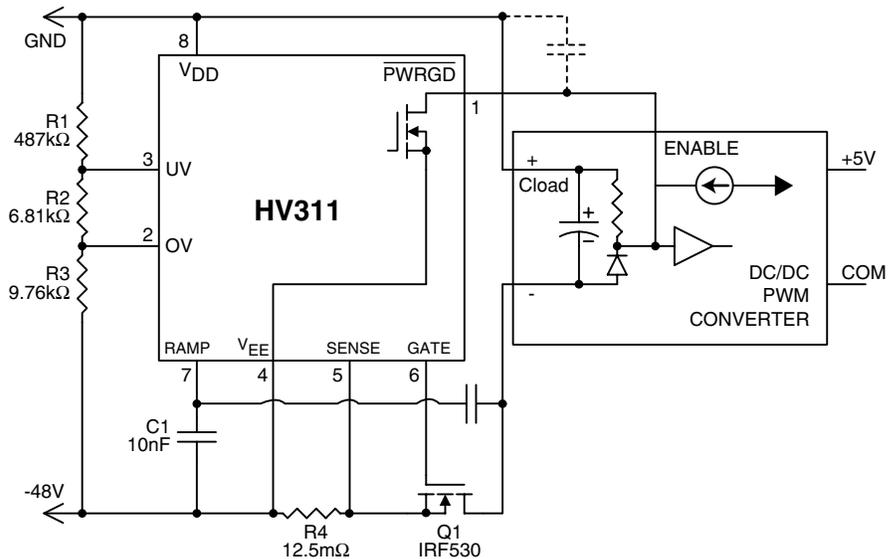 GND
8
VDD
PWRGD
1
R1
487kΩ
3
UV
ENABLE
+5V
+
Cload
R2
6.81kΩ
HV311
+
2
OV
−
R3
9.76kΩ
DC/DC
PWM
CONVERTER
COM
-
RAMP
VEE
SENSE
GATE
7
4
5
6
C1
10nF
-48V
R4
12.5mΩ
Q1
IRF530